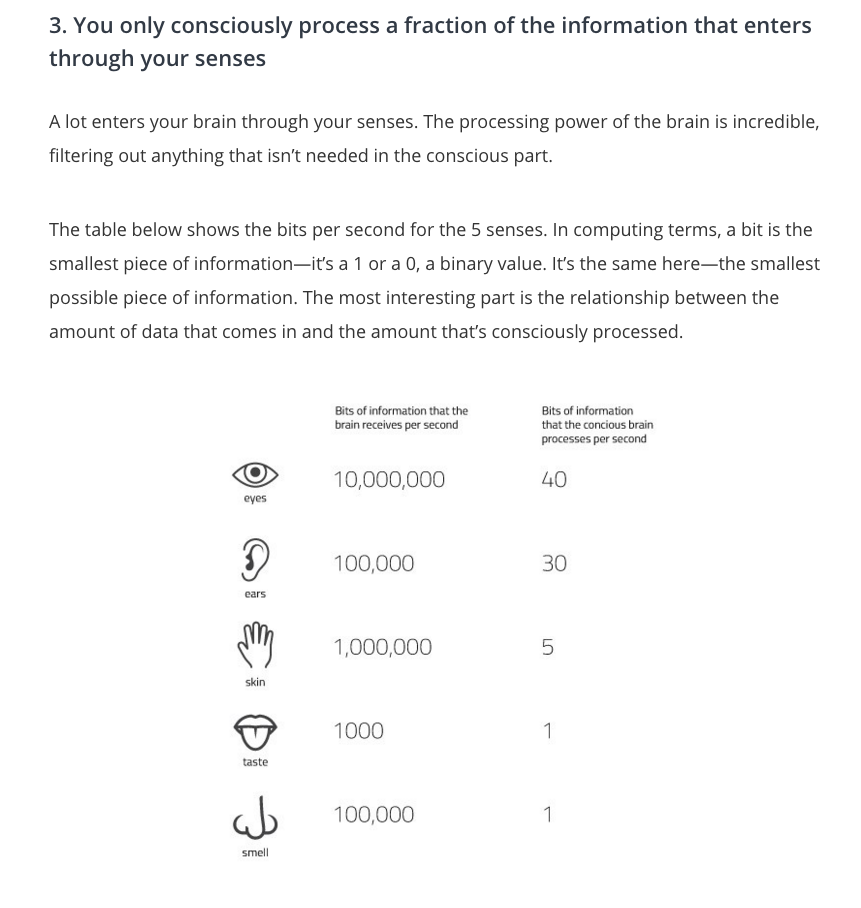 3. You only consciously process a fraction of the information that enters
through your senses
A lot enters your brain through your senses. The processing power of the brain is incredible,
filtering out anything that isn’t needed in the conscious part.
The table below shows the bits per second for the 5 senses. In computing terms, a bit is the
smallest piece of information—it’s a 1 or a 0, a binary value. It’s the same here—the smallest
possible piece of information. The most interesting part is the relationship between the
amount of data that comes in and the amount that’s consciously processed.
Bits of information that the
brain receives per second
Bits of information
that the concious brain
processes per second
eyes 10,000,000 40
ears 100,000 30
skin 1,000,000 5
taste 1000 1
smell 100,000 1